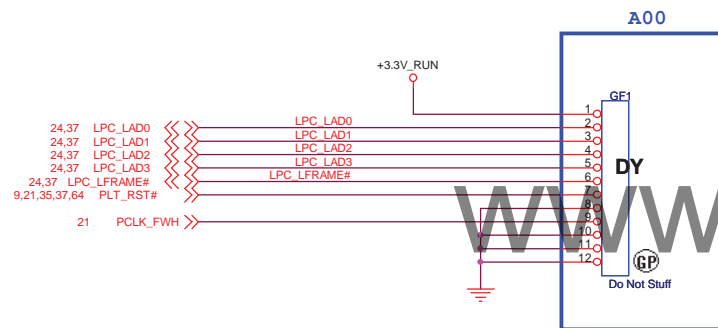 A00
+3.3V_RUN
GF1
1
24,37 LPC_LAD0 LPC_LAD0 2
24,37 LPC_LAD1 LPC_LAD1 3
24,37 LPC_LAD2 LPC_LAD2 4
24,37 LPC_LAD3 LPC_LAD3 5
DY
24,37 LPC_LFRAME# LPC_LFRAME# 6
9,21,35,37,64 PLT_RST# 7
8
21 PCLK_FWH 9
10
11
12
WWW
GP
Do Not Stuff